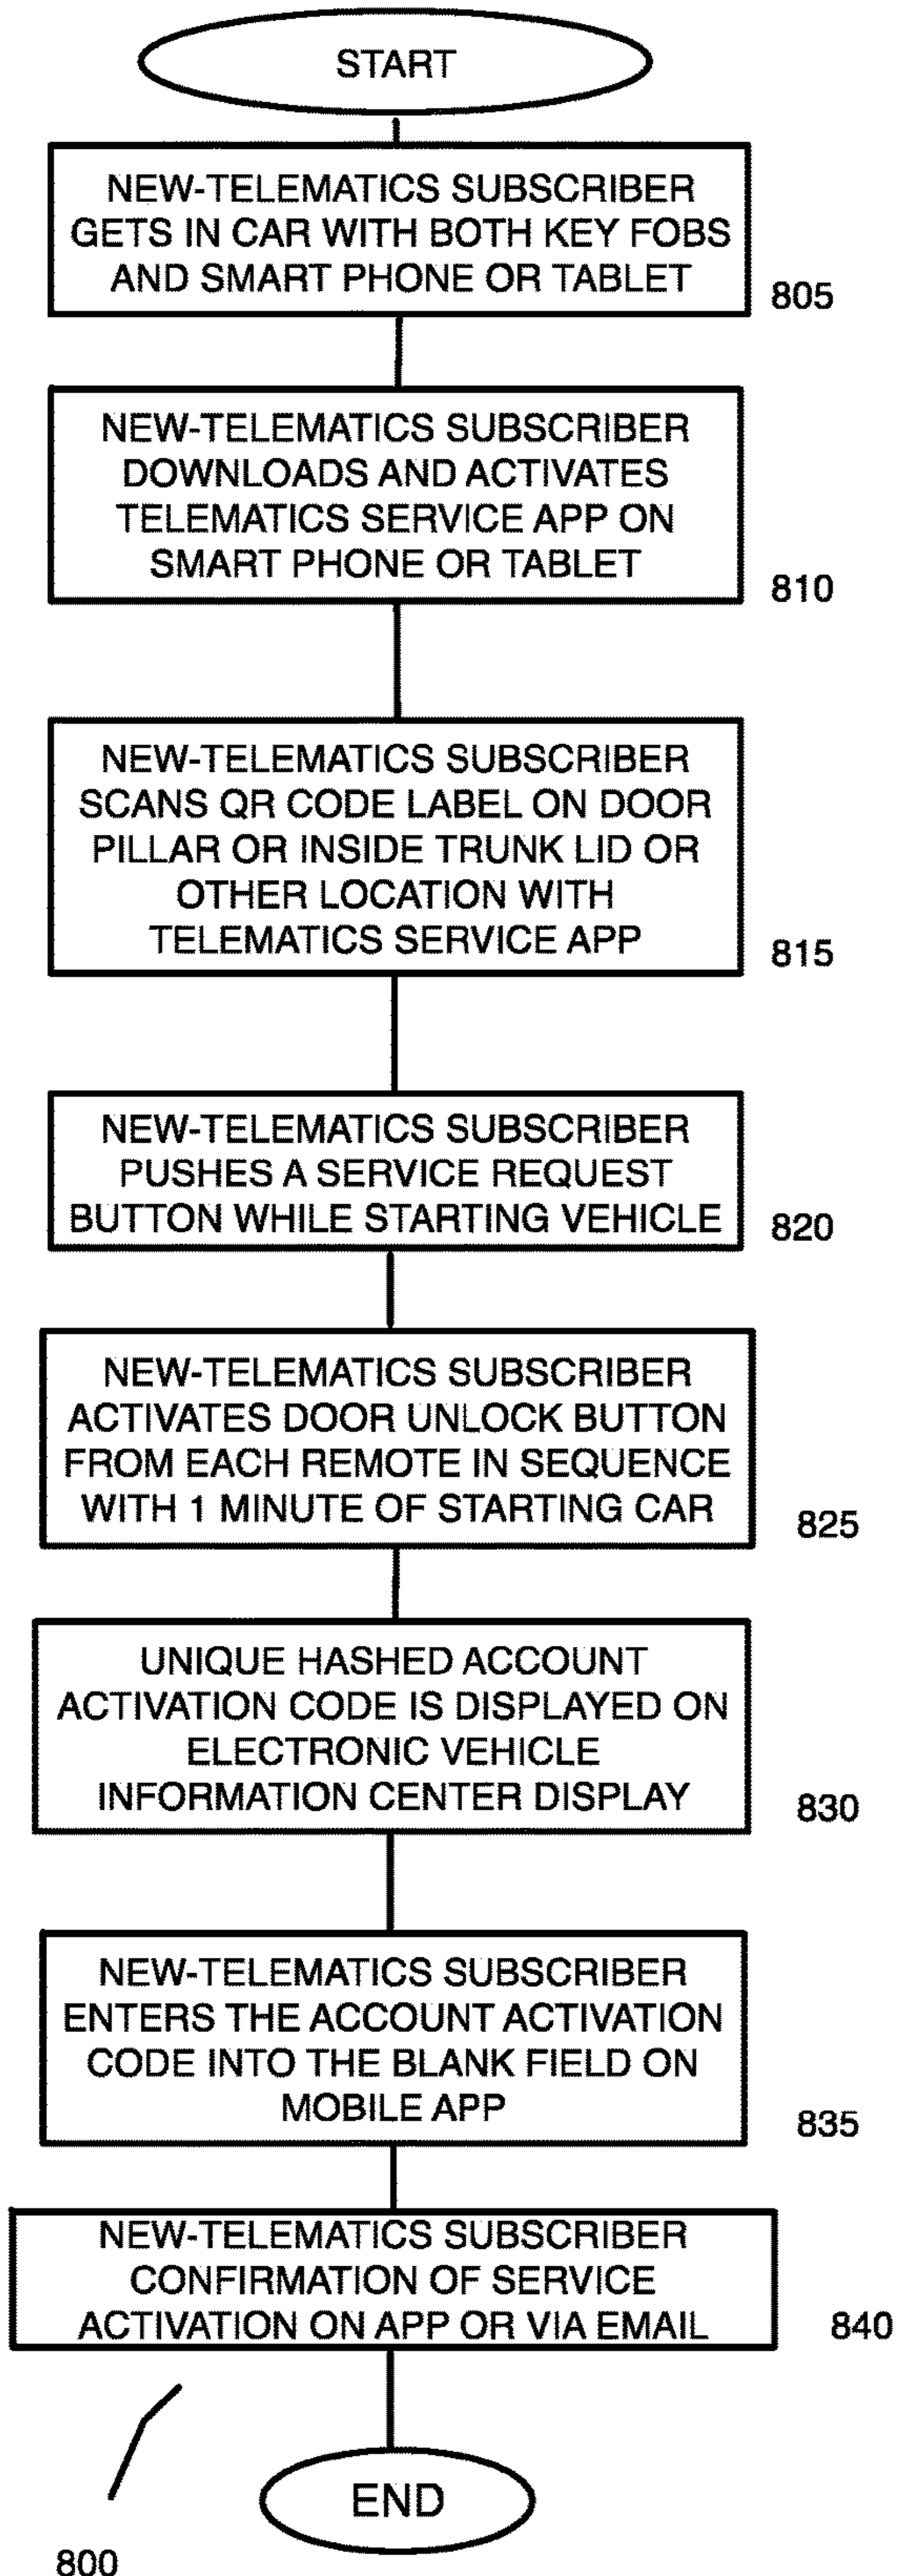 START
NEW-TELEMATICS SUBSCRIBER
GETS IN CAR WITH BOTH KEY FOBS
AND SMART PHONE OR TABLET
805
NEW-TELEMATICS SUBSCRIBER
DOWNLOADS AND ACTIVATES
TELEMATICS SERVICE APP ON
SMART PHONE OR TABLET
810
NEW-TELEMATICS SUBSCRIBER
SCANS QR CODE LABEL ON DOOR
PILLAR OR INSIDE TRUNK LID OR
OTHER LOCATION WITH
TELEMATICS SERVICE APP
815
NEW-TELEMATICS SUBSCRIBER
PUSHES A SERVICE REQUEST
BUTTON WHILE STARTING VEHICLE
820
NEW-TELEMATICS SUBSCRIBER
ACTIVATES DOOR UNLOCK BUTTON
FROM EACH REMOTE IN SEQUENCE
WITH 1 MINUTE OF STARTING CAR
825
UNIQUE HASHED ACCOUNT
ACTIVATION CODE IS DISPLAYED ON
ELECTRONIC VEHICLE
INFORMATION CENTER DISPLAY
830
NEW-TELEMATICS SUBSCRIBER
ENTERS THE ACCOUNT ACTIVATION
CODE INTO THE BLANK FIELD ON
MOBILE APP
835
NEW-TELEMATICS SUBSCRIBER
CONFIRMATION OF SERVICE
ACTIVATION ON APP OR VIA EMAIL
840
END
800